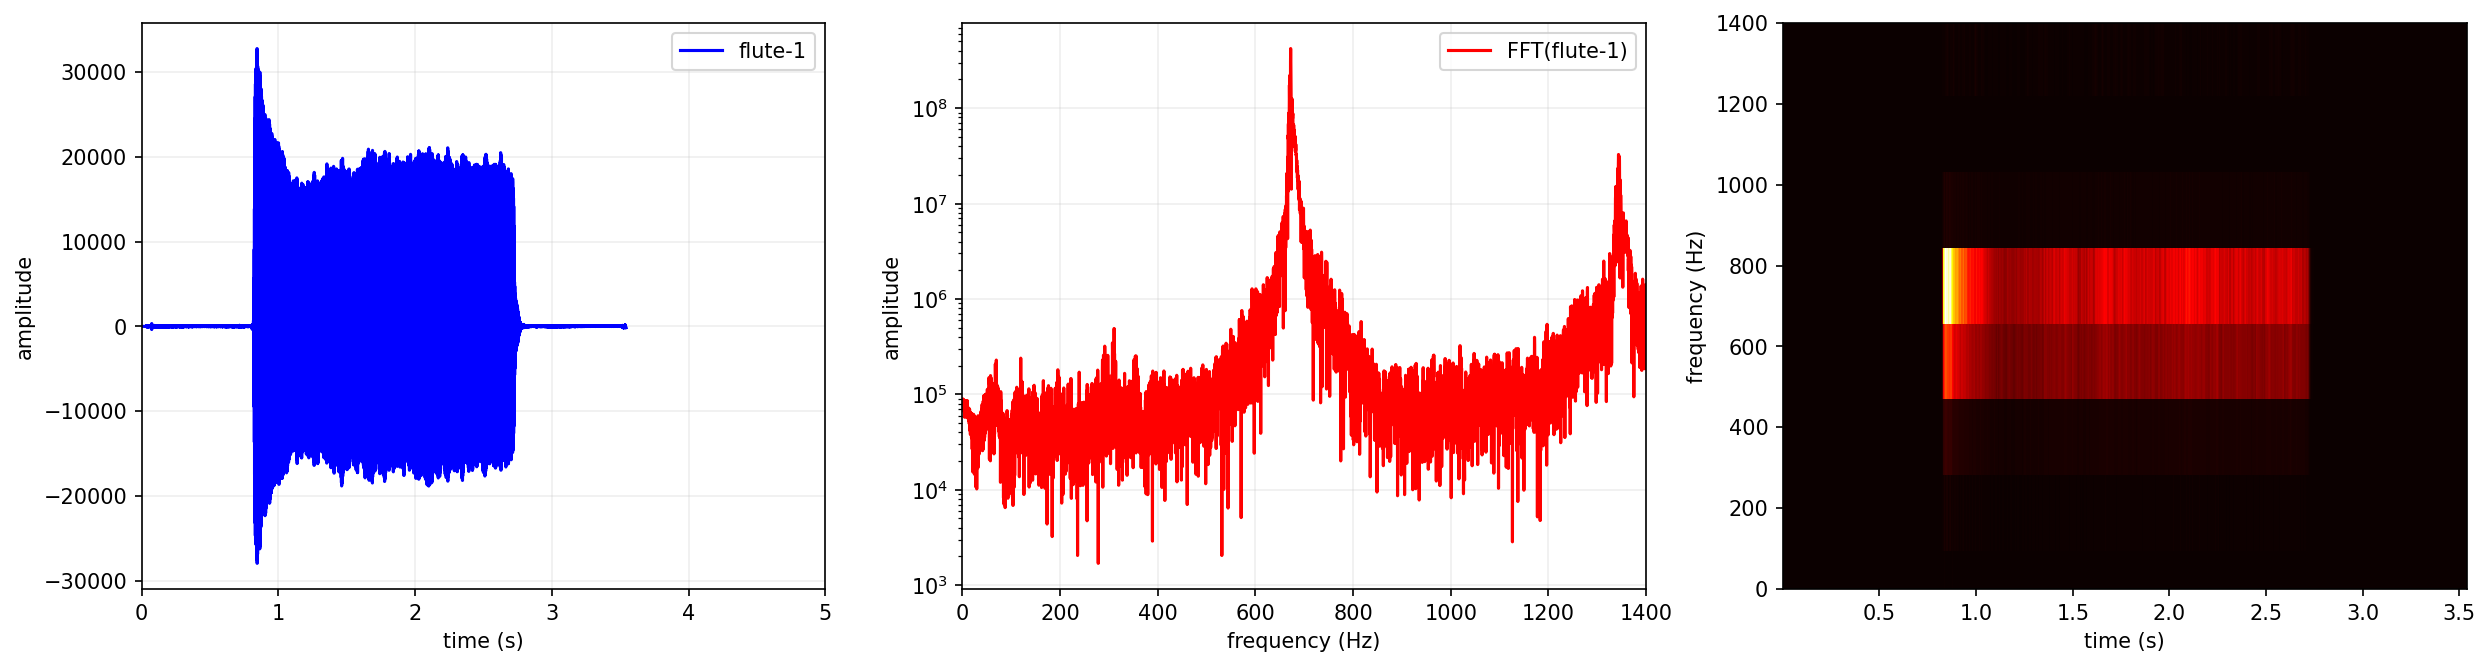 flute-1
30000
20000
10000
0
−10000
−20000
−30000
amplitude
0 1 2 3 4 5
time (s)
FFT(flute-1)
10⁸
10⁷
10⁶
10⁵
10⁴
10³
amplitude
0 200 400 600 800 1000 1200 1400
frequency (Hz)
1400
1200
1000
800
600
400
200
0
frequency (Hz)
0.5 1.0 1.5 2.0 2.5 3.0 3.5
time (s)